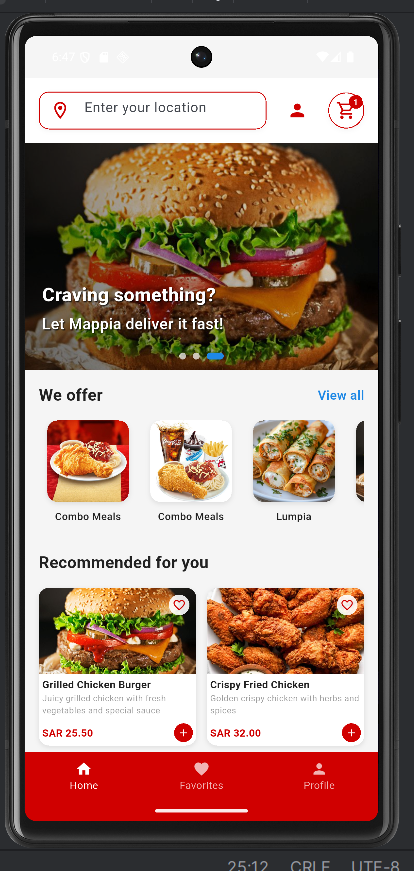 6:47
Enter your location
1
Craving something?
Let Mappia deliver it fast!
We offer
View all
Combo Meals
Combo Meals
Lumpia
Recommended for you
Grilled Chicken Burger
Crispy Fried Chicken
Juicy grilled chicken with fresh
vegetables and special sauce
Golden crispy chicken with herbs and
spices
SAR 25.50
SAR 32.00
Home
Favorites
Profile
25:12
CRLF
UTF-8